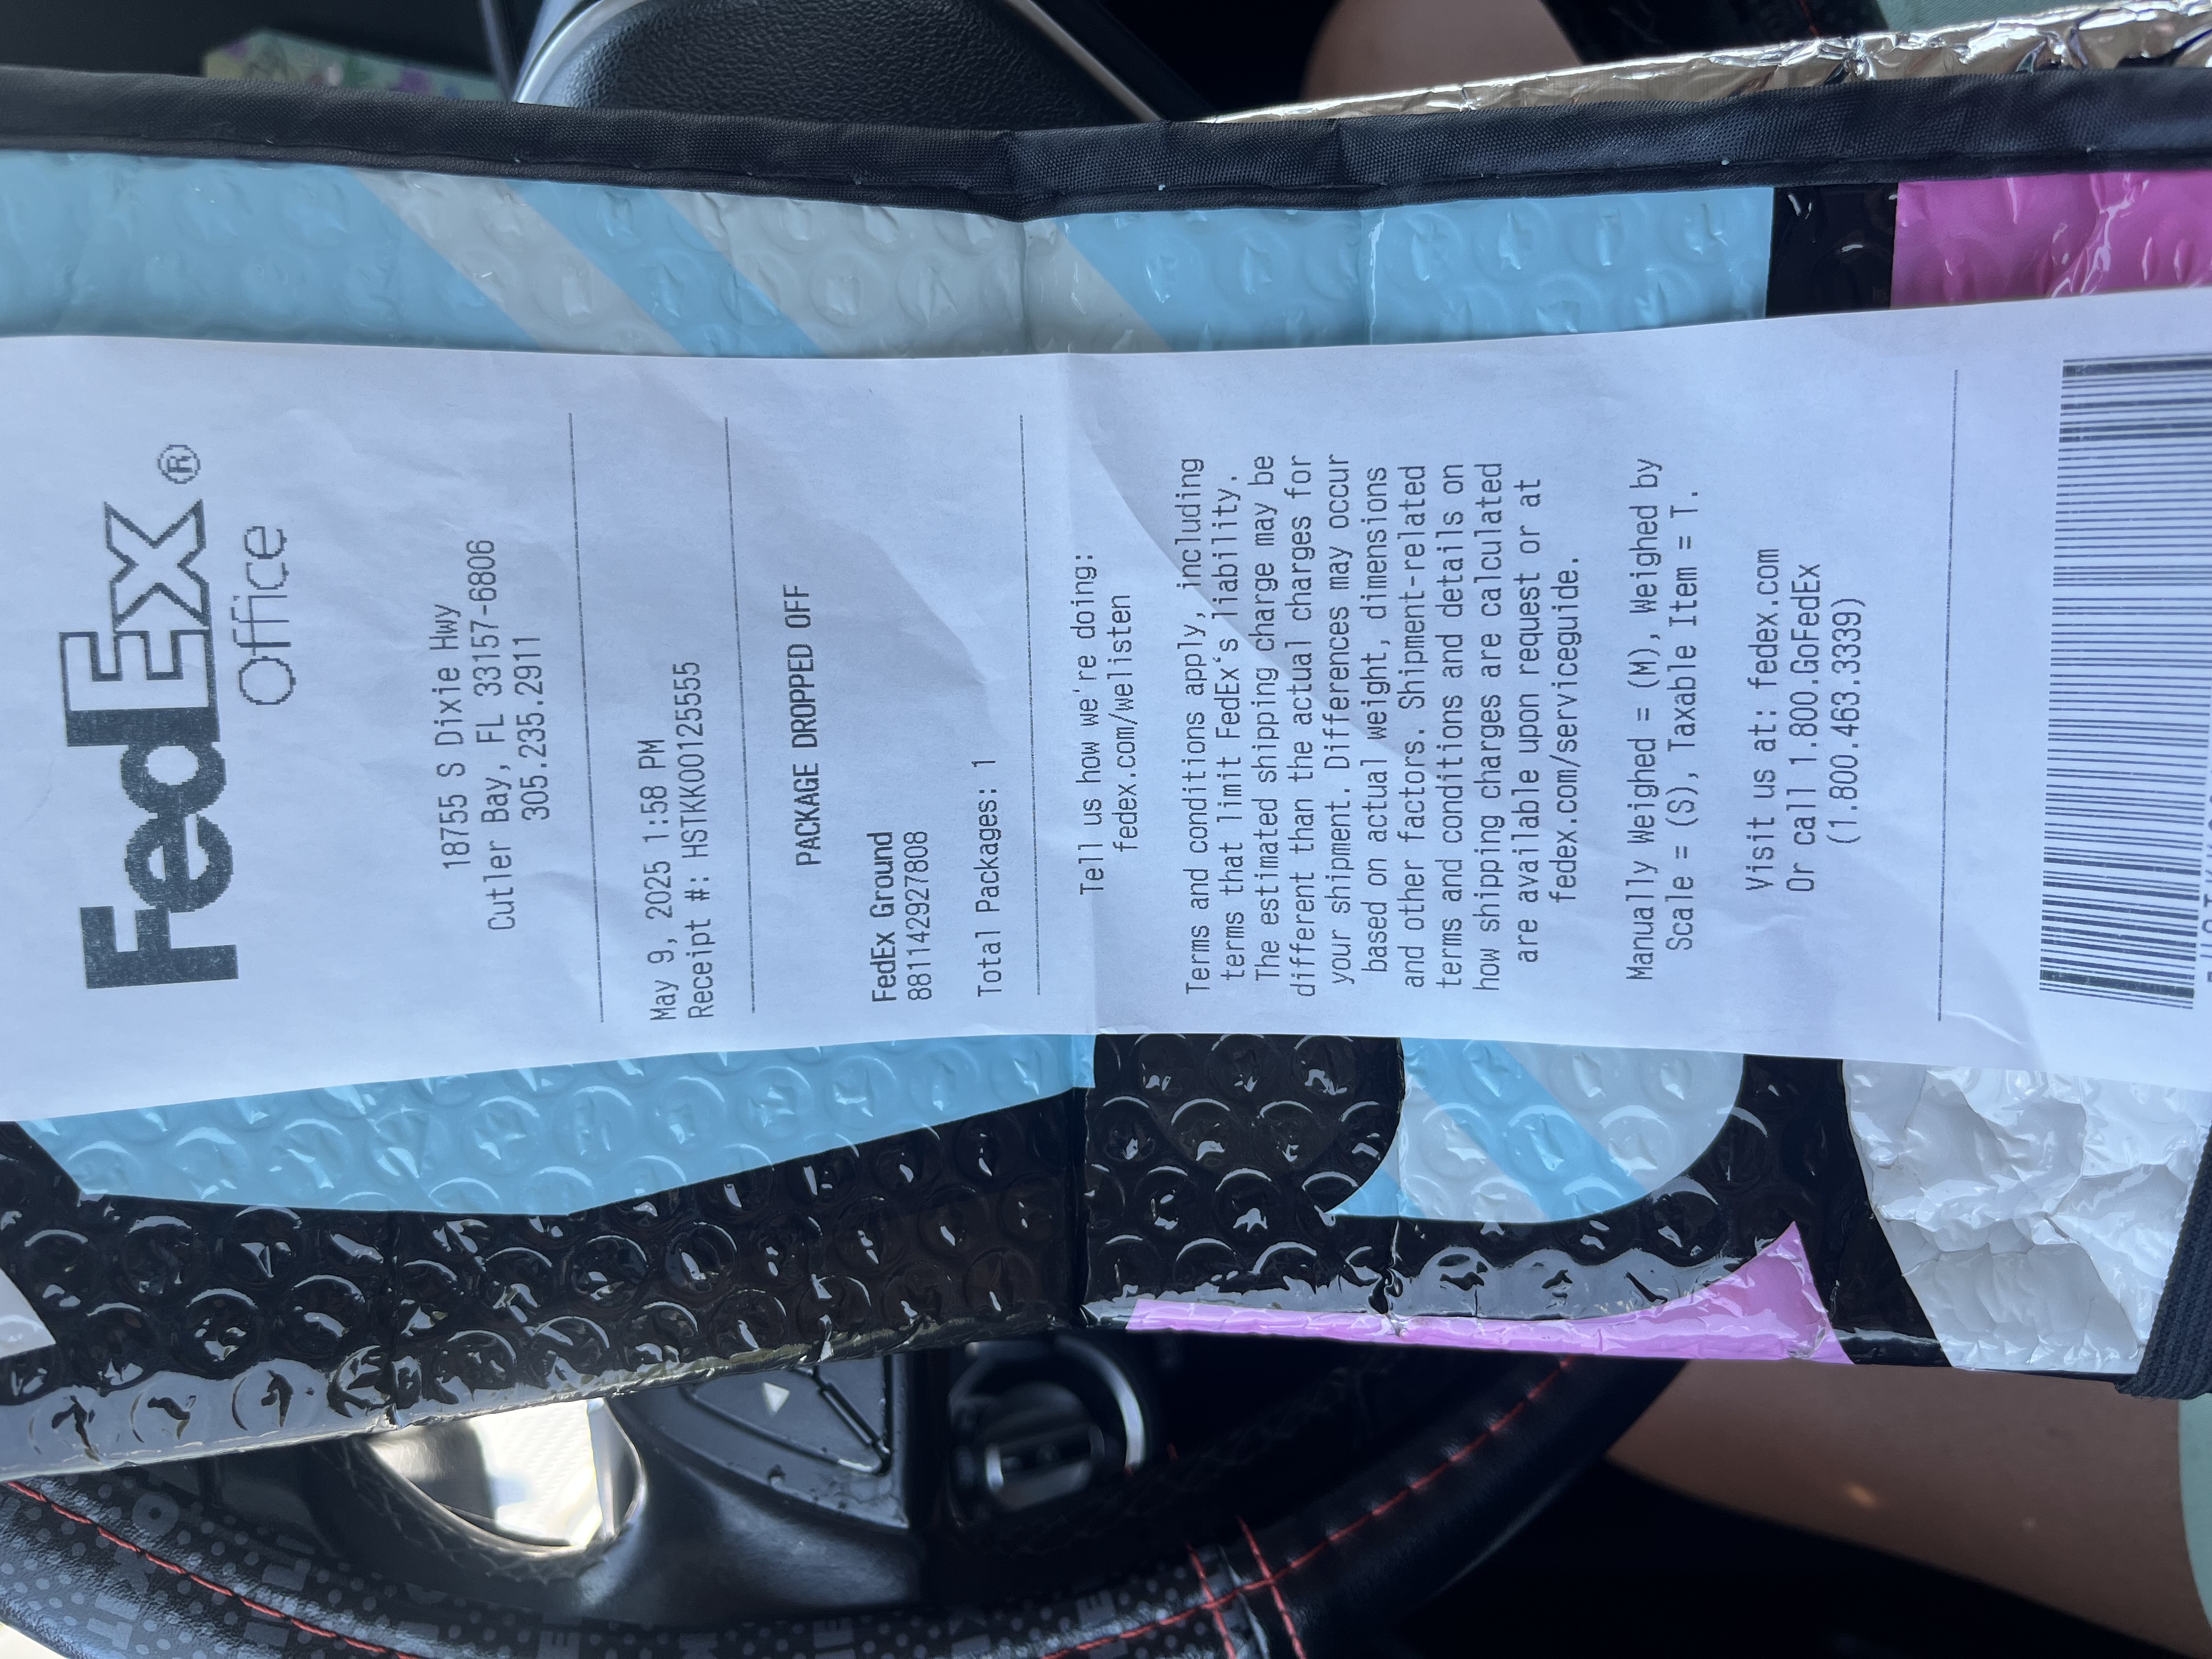 FedEx®
Office
18755 S Dixie Hwy
Cutler Bay, FL 33157-6806
305.235.2911
May 9, 2025 1:58 PM
Receipt #: HSTKK00125555
PACKAGE DROPPED OFF
FedEx Ground
881142927808
Total Packages: 1
Tell us how we're doing:
fedex.com/welisten
Terms and conditions apply, including
terms that limit FedEx's liability.
The estimated shipping charge may be
different than the actual charges for
your shipment. Differences may occur
based on actual weight, dimensions
and other factors. Shipment-related
terms and conditions and details on
how shipping charges are calculated
are available upon request or at
fedex.com/serviceguide.
Manually Weighed = (M), Weighed by
Scale = (S), Taxable Item = T.
Visit us at: fedex.com
Or call 1.800.GoFedEx
(1.800.463.3339)